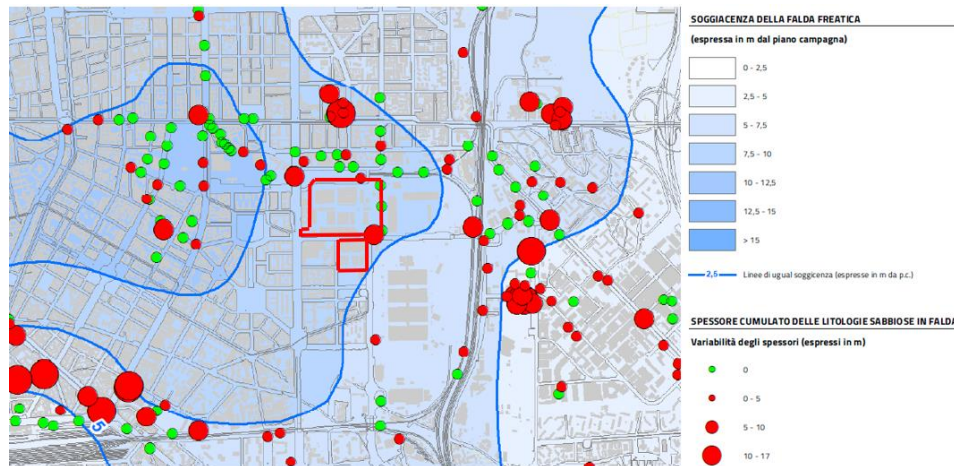 SOGGIACENZA DELLA FALDA FREATICA
(espressa in m dal piano campagna)
0 - 2,5
2,5 - 5
5 - 7,5
7,5 - 10
10 - 12,5
12,5 - 15
> 15
2,5 Linee di ugual soggicenza (espresse in m da p.c.)
SPESSORE CUMULATO DELLE LITOLOGIE SABBIOSE IN FALDA
Variabilità degli spessori (espressi in m)
0
0 - 5
5 - 10
10 - 17
5